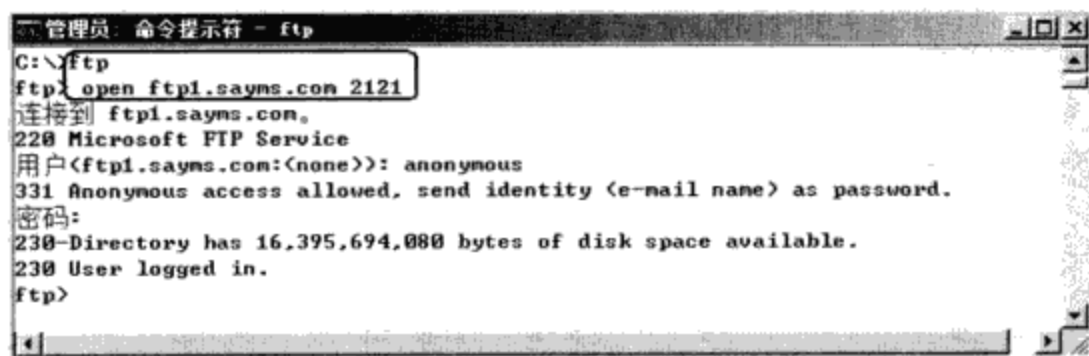 管理员: 命令提示符 - ftp
C:\>ftp
ftp> open ftp1.sayms.com 2121
连接到 ftp1.sayms.com。
220 Microsoft FTP Service
用户(ftp1.sayms.com:(none)): anonymous
331 Anonymous access allowed, send identity (e-mail name) as password.
密码:
230-Directory has 16,395,694,080 bytes of disk space available.
230 User logged in.
ftp>